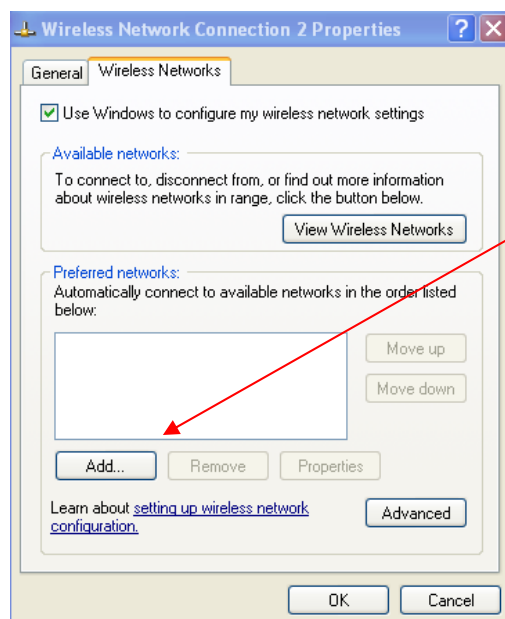 Wireless Network Connection 2 Properties
General Wireless Networks
Use Windows to configure my wireless network settings
Available networks:
To connect to, disconnect from, or find out more information
about wireless networks in range, click the button below.
View Wireless Networks
Preferred networks:
Automatically connect to available networks in the order listed
below:
Move up
Move down
Add... Remove Properties
Learn about setting up wireless network
configuration.
Advanced
OK Cancel